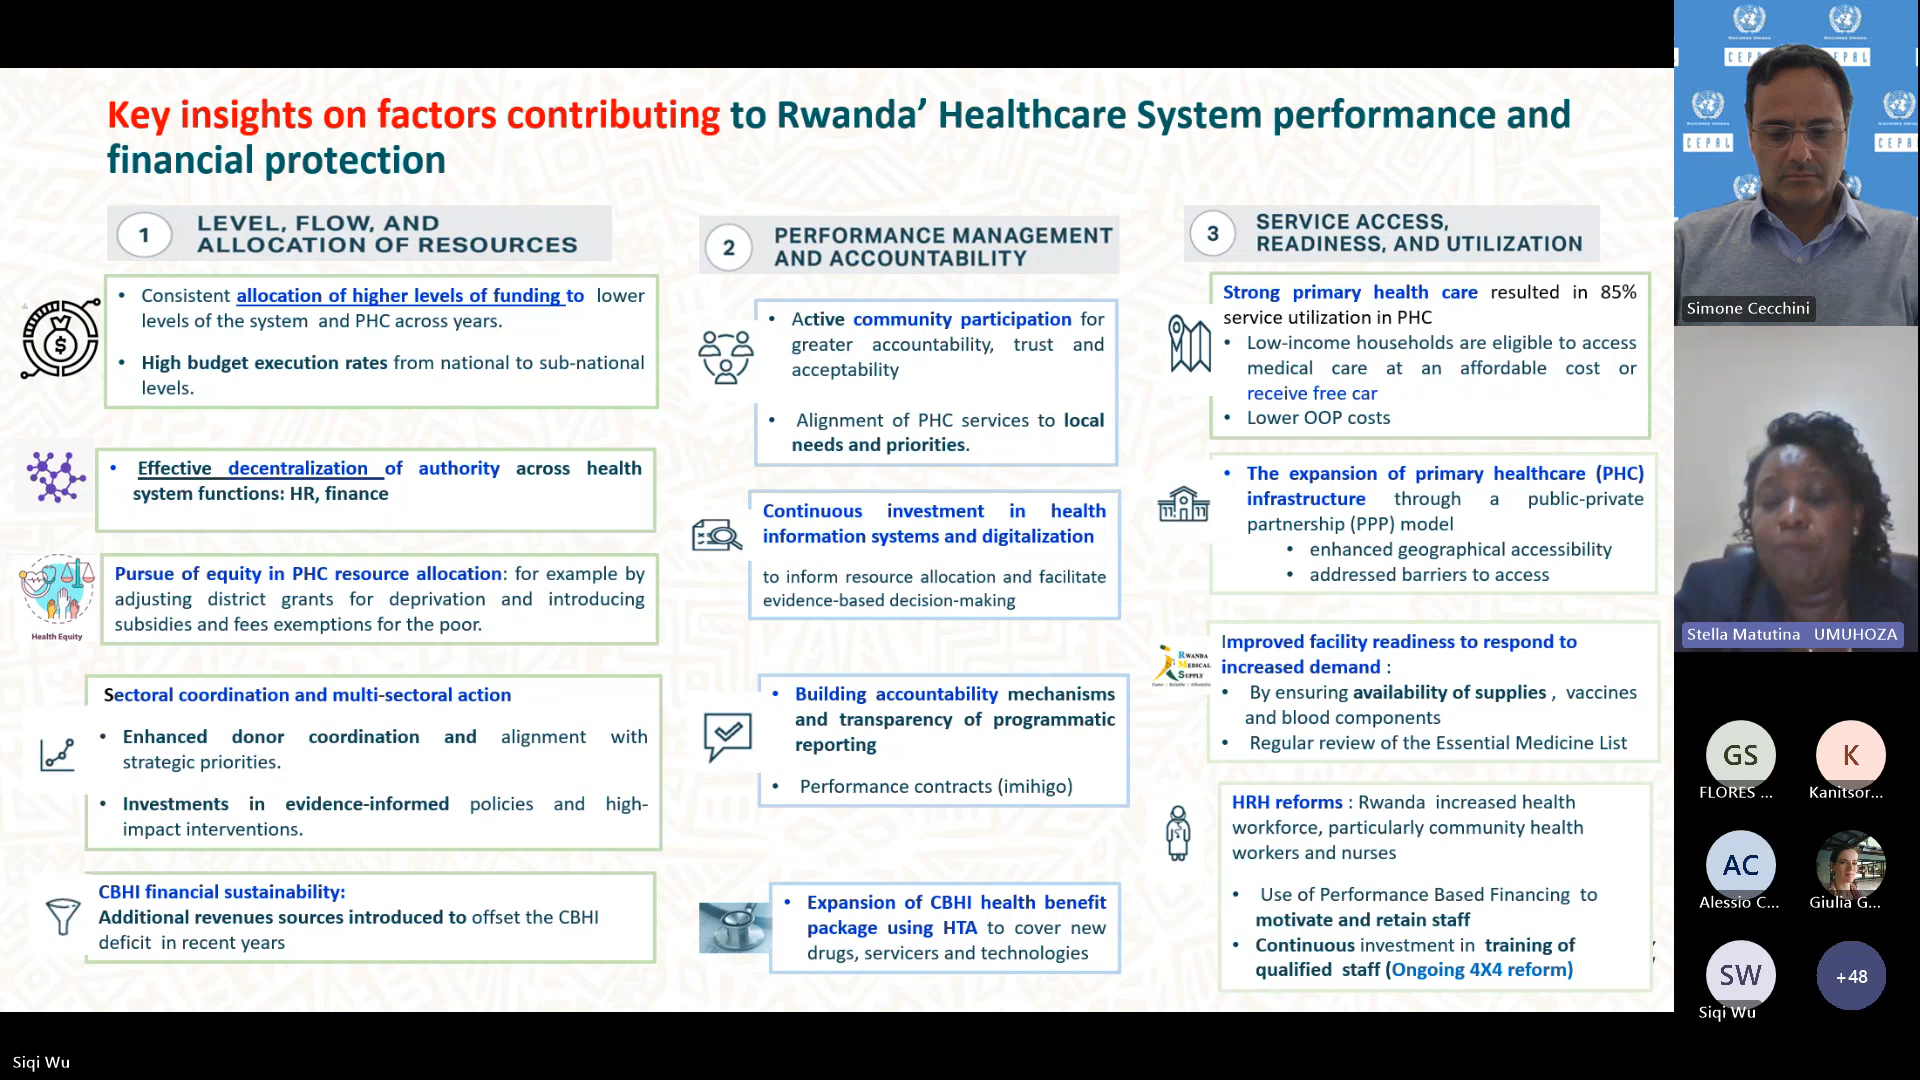 Key insights on factors contributing to Rwanda’ Healthcare System performance and
financial protection
1
LEVEL, FLOW, AND
ALLOCATION OF RESOURCES
• Consistent allocation of higher levels of funding to lower
levels of the system and PHC across years.
• High budget execution rates from national to sub-national
levels.
• Effective decentralization of authority across health
system functions: HR, finance
Health Equity
Pursue of equity in PHC resource allocation: for example by
adjusting district grants for deprivation and introducing
subsidies and fees exemptions for the poor.
Sectoral coordination and multi-sectoral action
• Enhanced donor coordination and alignment with
strategic priorities.
• Investments in evidence-informed policies and high-
impact interventions.
CBHI financial sustainability:
Additional revenues sources introduced to offset the CBHI
deficit in recent years
2
PERFORMANCE MANAGEMENT
AND ACCOUNTABILITY
• Active community participation for
greater accountability, trust and
acceptability
• Alignment of PHC services to local
needs and priorities.
Continuous investment in health
information systems and digitalization
to inform resource allocation and facilitate
evidence-based decision-making
• Building accountability mechanisms
and transparency of programmatic
reporting
• Performance contracts (imihigo)
• Expansion of CBHI health benefit
package using HTA to cover new
drugs, servicers and technologies
3
SERVICE ACCESS,
READINESS, AND UTILIZATION
Strong primary health care resulted in 85%
service utilization in PHC
• Low-income households are eligible to access
medical care at an affordable cost or
receive free car
• Lower OOP costs
• The expansion of primary healthcare (PHC)
infrastructure through a public-private
partnership (PPP) model
• enhanced geographical accessibility
• addressed barriers to access
RWANDA
MEDICAL
SUPPLY
Improved facility readiness to respond to
increased demand :
• By ensuring availability of supplies , vaccines
and blood components
• Regular review of the Essential Medicine List
HRH reforms : Rwanda increased health
workforce, particularly community health
workers and nurses
• Use of Performance Based Financing to
motivate and retain staff
• Continuous investment in training of
qualified staff (Ongoing 4X4 reform)
NACIONES UNIDAS
CEPAL
CEPAL
Simone Cecchini
Stella Matutina UMUHOZA
GS
FLORES ...
K
Kanitsor...
AC
Alessio C...
Giulia G...
SW
Siqi Wu
+48
Siqi Wu